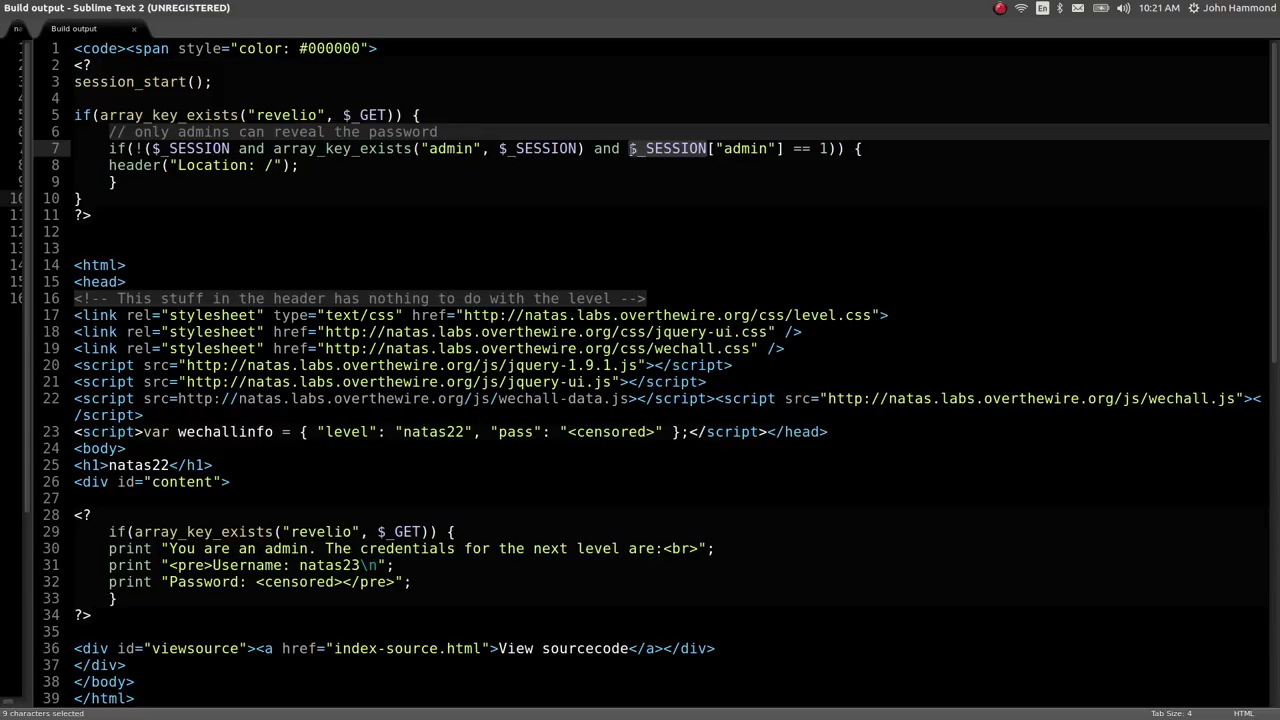 Build output - Sublime Text 2 (UNREGISTERED)
En
10:21 AM
John Hammond
na
Build output
×
1 <code><span style="color: #000000">
2 <?
3 session_start();
4
5 if(array_key_exists("revelio", $_GET)) {
6 // only admins can reveal the password
7 if(!($_SESSION and array_key_exists("admin", $_SESSION) and $_SESSION["admin"] == 1)) {
8 header("Location: /");
9 }
10 }
11 ?>
12
13
14 <html>
15 <head>
16 <!-- This stuff in the header has nothing to do with the level -->
17 <link rel="stylesheet" type="text/css" href="http://natas.labs.overthewire.org/css/level.css">
18 <link rel="stylesheet" href="http://natas.labs.overthewire.org/css/jquery-ui.css" />
19 <link rel="stylesheet" href="http://natas.labs.overthewire.org/css/wechall.css" />
20 <script src="http://natas.labs.overthewire.org/js/jquery-1.9.1.js"></script>
21 <script src="http://natas.labs.overthewire.org/js/jquery-ui.js"></script>
22 <script src=http://natas.labs.overthewire.org/js/wechall-data.js></script><script src="http://natas.labs.overthewire.org/js/wechall.js"><
/script>
23 <script>var wechallinfo = { "level": "natas22", "pass": "<censored>" };</script></head>
24 <body>
25 <h1>natas22</h1>
26 <div id="content">
27
28 <?
29 if(array_key_exists("revelio", $_GET)) {
30 print "You are an admin. The credentials for the next level are:<br>";
31 print "<pre>Username: natas23\n";
32 print "Password: <censored></pre>";
33 }
34 ?>
35
36 <div id="viewsource"><a href="index-source.html">View sourcecode</a></div>
37 </div>
38 </body>
39 </html>
9 characters selected
Tab Size: 4
HTML